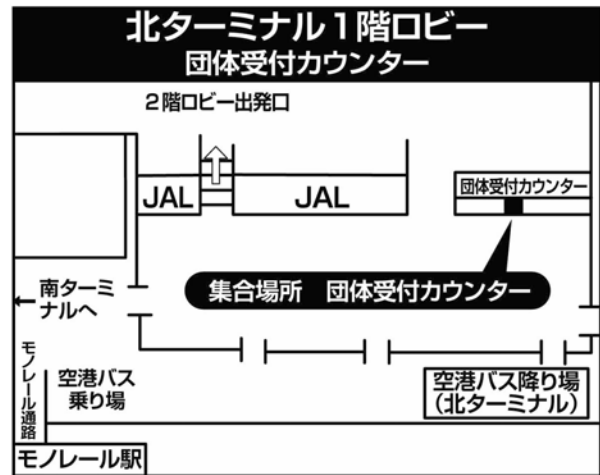 北ターミナル1階ロビー
団体受付カウンター
2階ロビー出発口
JAL
JAL
団体受付カウンター
集合場所 団体受付カウンター
←南ターミ
ナルへ
モノレール通路
空港バス
乗り場
空港バス降り場
(北ターミナル)
モノレール駅